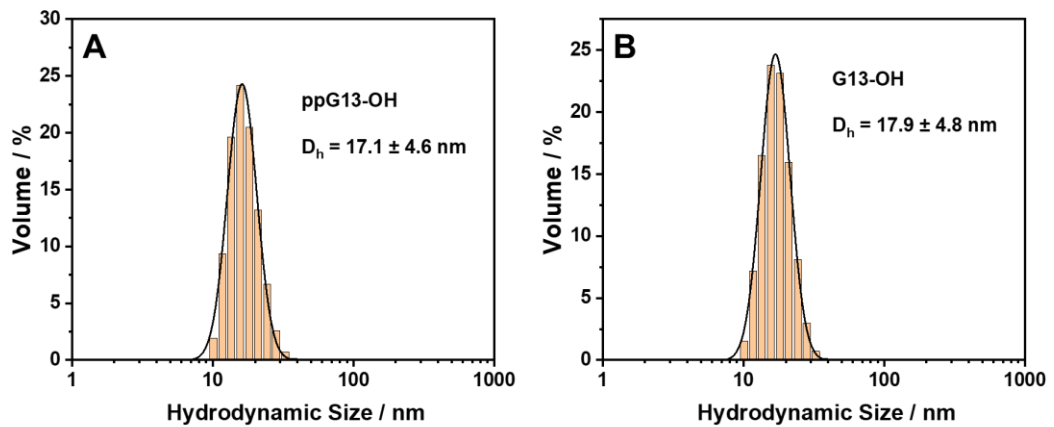 A
ppG13-OH
Dₕ = 17.1 ± 4.6 nm
Volume / %
30
25
20
15
10
5
0
1 10 100 1000
Hydrodynamic Size / nm
B
G13-OH
Dₕ = 17.9 ± 4.8 nm
Volume / %
25
20
15
10
5
0
1 10 100 1000
Hydrodynamic Size / nm